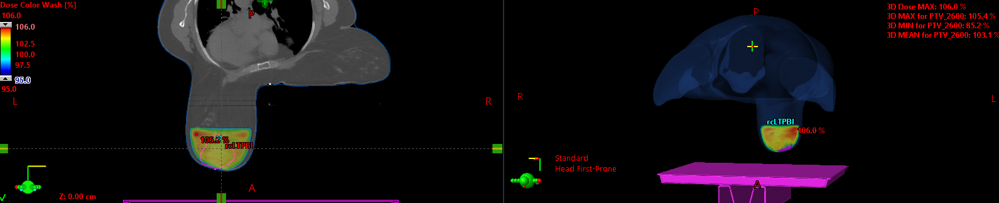 Dose Color Wash [%]
106.0
106.0
102.5
100.0
97.5
95.0
95.0
P
L
R
105.8 %
rcLTPBI
A
Z: 0.00 cm
p
R
L
rcLTPBI
106.0 %
Standard
Head First-Prone
A
3D Dose MAX: 106.0 %
3D MAX for PTV_2600: 105.4 %
3D MIN for PTV_2600: 85.2 %
3D MEAN for PTV_2600: 103.1 %